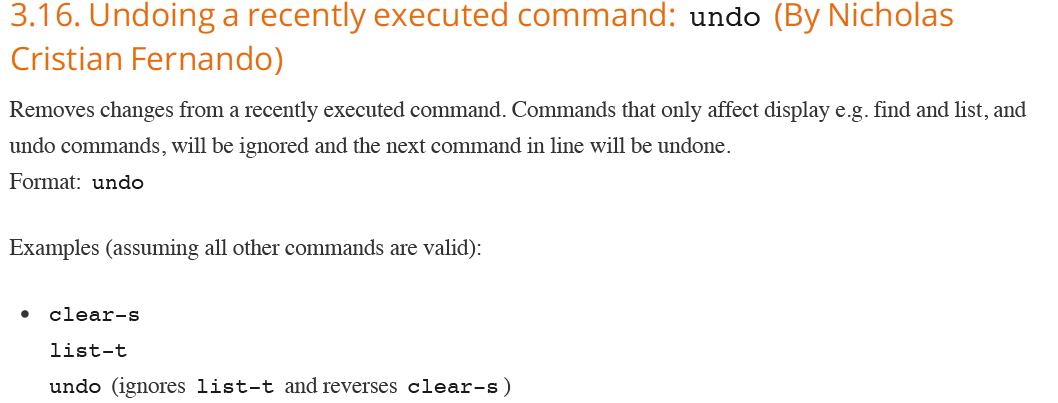 3.16. Undoing a recently executed command: undo (By Nicholas
Cristian Fernando)
Removes changes from a recently executed command. Commands that only affect display e.g. find and list, and
undo commands, will be ignored and the next command in line will be undone.
Format: undo
Examples (assuming all other commands are valid):
• clear-s
list-t
undo (ignores list-t and reverses clear-s)